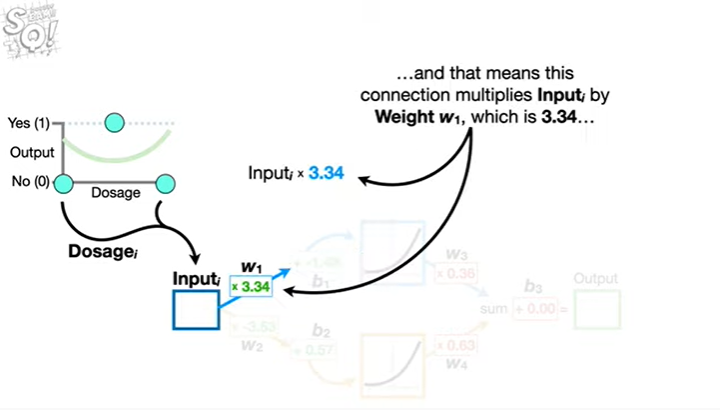 ...and that means this
connection multiplies Inputᵢ by
Weight w₁, which is 3.34...
Yes (1)
Output
No (0)
Dosage
Inputᵢ × 3.34
Dosageᵢ
Inputᵢ
w₁
× 3.34
b₁
w₃
× 0.36
b₃
Output
sum
+ 0.00 =
× -3.53
w₂
b₂
+ 0.57
× 0.63
w₄